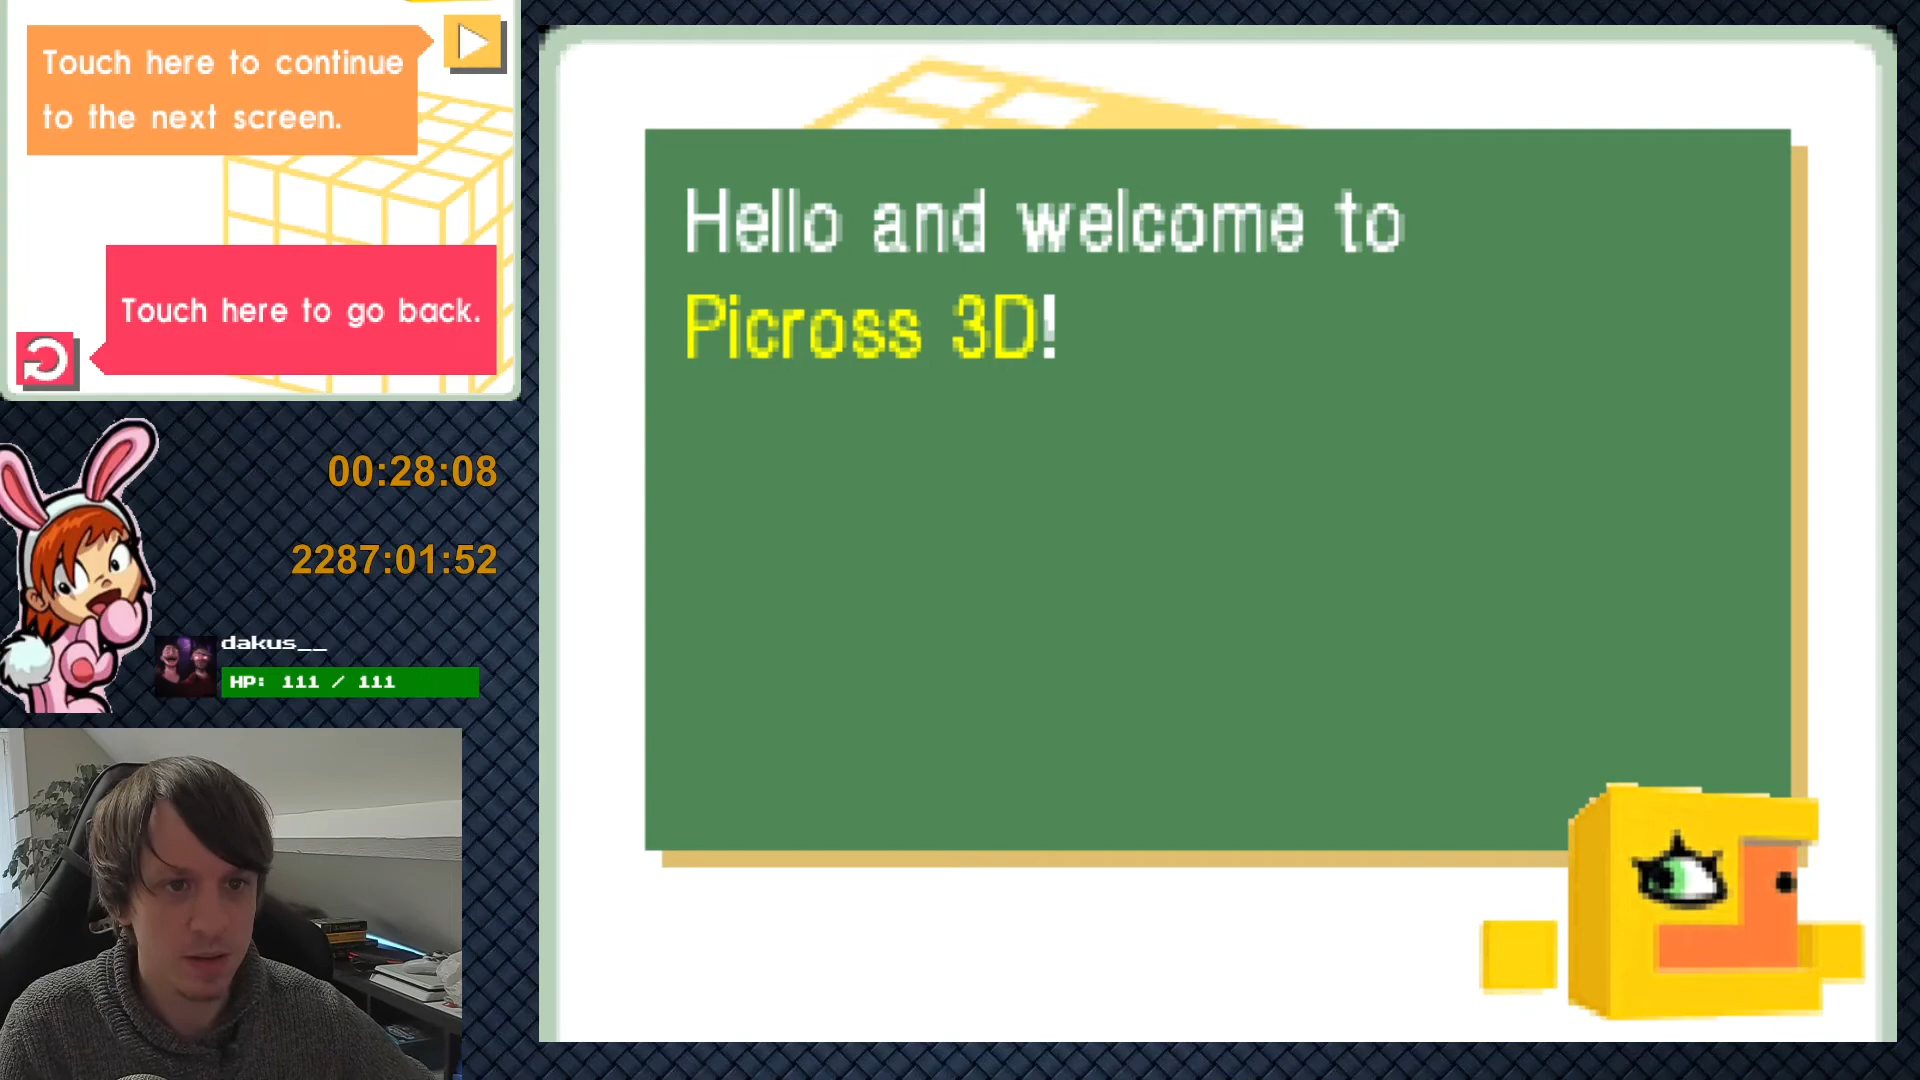 Touch here to continue
to the next screen.
Touch here to go back.
Hello and welcome to
Picross 3D!
00:28:08
2287:01:52
dakus__
HP: 111 / 111